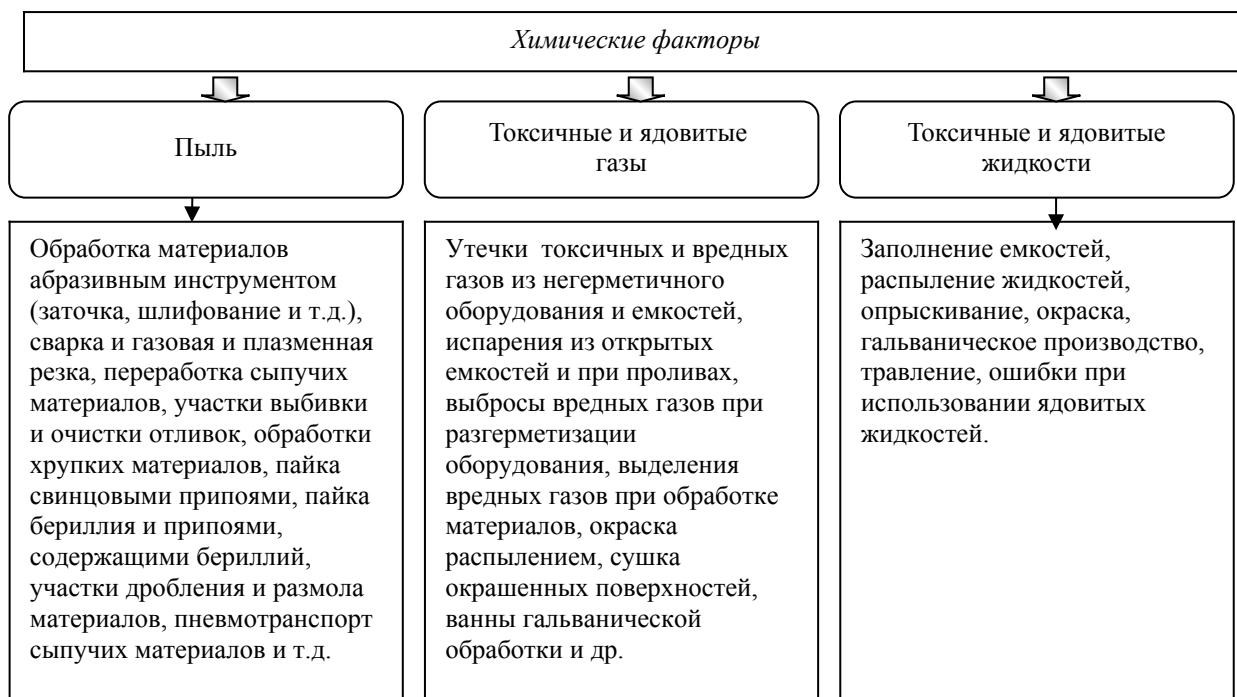 Химические факторы
Пыль
Токсичные и ядовитые
газы
Токсичные и ядовитые
жидкости
Обработка материалов
абразивным инструментом
(заточка, шлифование и т.д.),
сварка и газовая и плазменная
резка, переработка сыпучих
материалов, участки выбивки
и очистки отливок, обработки
хрупких материалов, пайка
свинцовыми припоями, пайка
бериллия и припоями,
содержащими бериллий,
участки дробления и размола
материалов, пневмотранспорт
сыпучих материалов и т.д.
Утечки токсичных и вредных
газов из негерметичного
оборудования и емкостей,
испарения из открытых
емкостей и при проливах,
выбросы вредных газов при
разгерметизации
оборудования, выделения
вредных газов при обработке
материалов, окраска
распылением, сушка
окрашенных поверхностей,
ванны гальванической
обработки и др.
Заполнение емкостей,
распыление жидкостей,
опрыскивание, окраска,
гальваническое производство,
травление, ошибки при
использовании ядовитых
жидкостей.